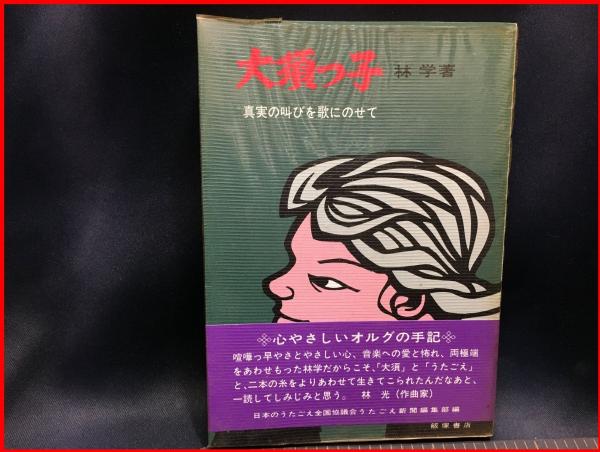 大須っ子 林 学著
真実の叫びを歌にのせて
※心やさしいオルグの手記※
喧嘩っ早やさとやさしい心、音楽への愛と怖れ、両極端
をあわせもった林学だからこそ、「大須」と「うたごえ」
と、二本の糸をよりあわせて生きてこられたんだなあと、
一読してしみじみと思う。 林 光(作曲家)
日本のうたごえ全国協議会うたごえ新聞編集部編
飯塚書店